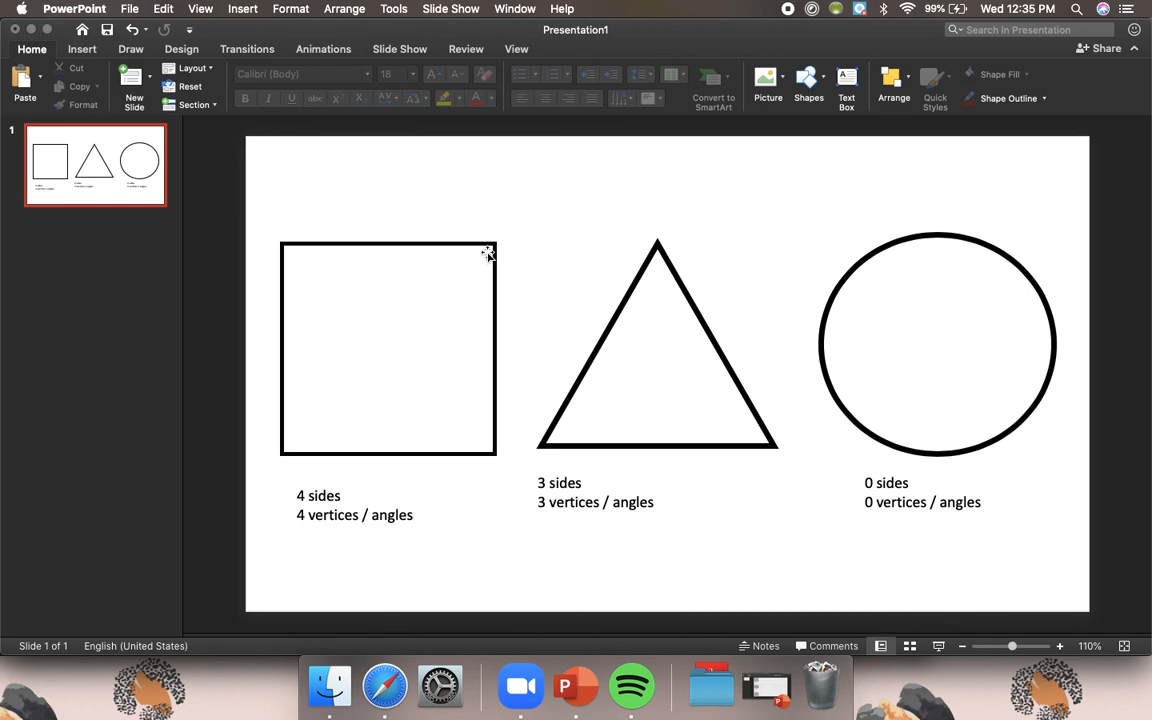 PowerPoint File Edit View Insert Format Arrange Tools Slide Show Window Help 99% Wed 12:35 PM
Presentation1 Search in Presentation
Home Insert Draw Design Transitions Animations Slide Show Review View Share
Paste Cut Copy Format
New Slide Layout Reset Section
Calibri (Body) 18
Convert to SmartArt
Picture Shapes Text Box Arrange Quick Styles Shape Fill Shape Outline
1
4 sides
4 vertices / angles
3 sides
3 vertices / angles
0 sides
0 vertices / angles
Slide 1 of 1 English (United States) Notes Comments 110%